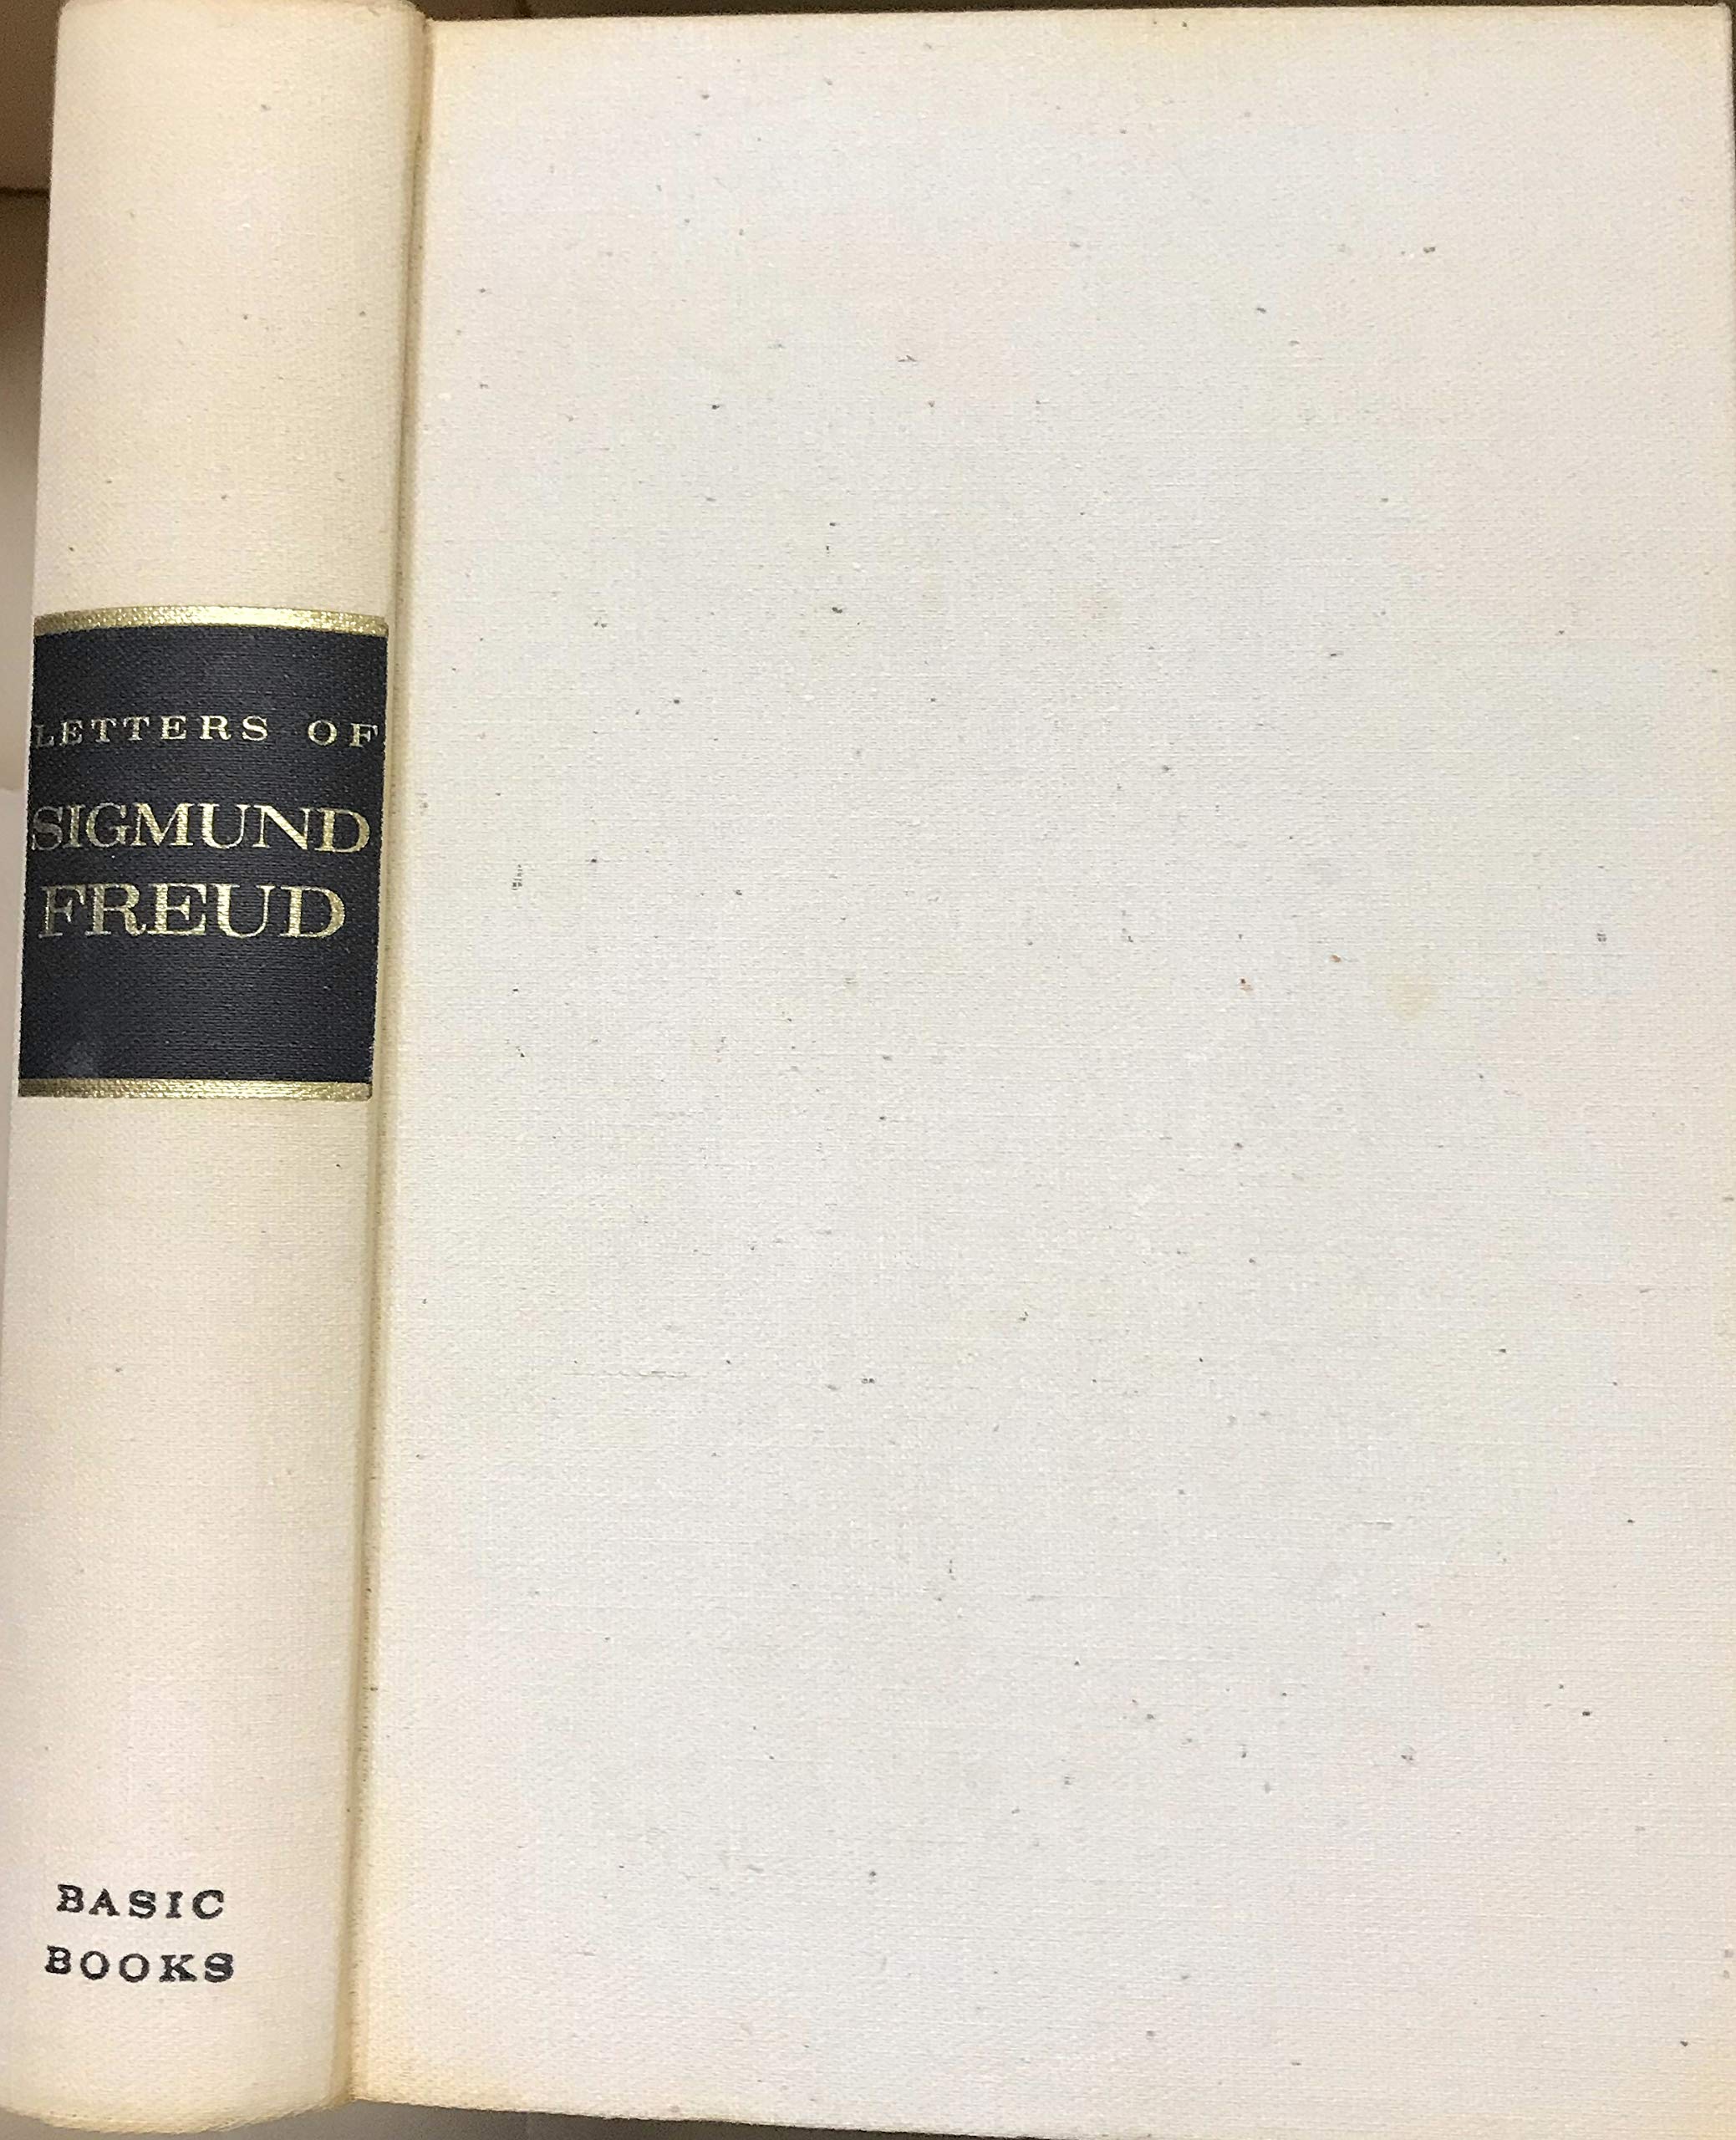 LETTERS OF
SIGMUND
FREUD
BASIC
BOOKS